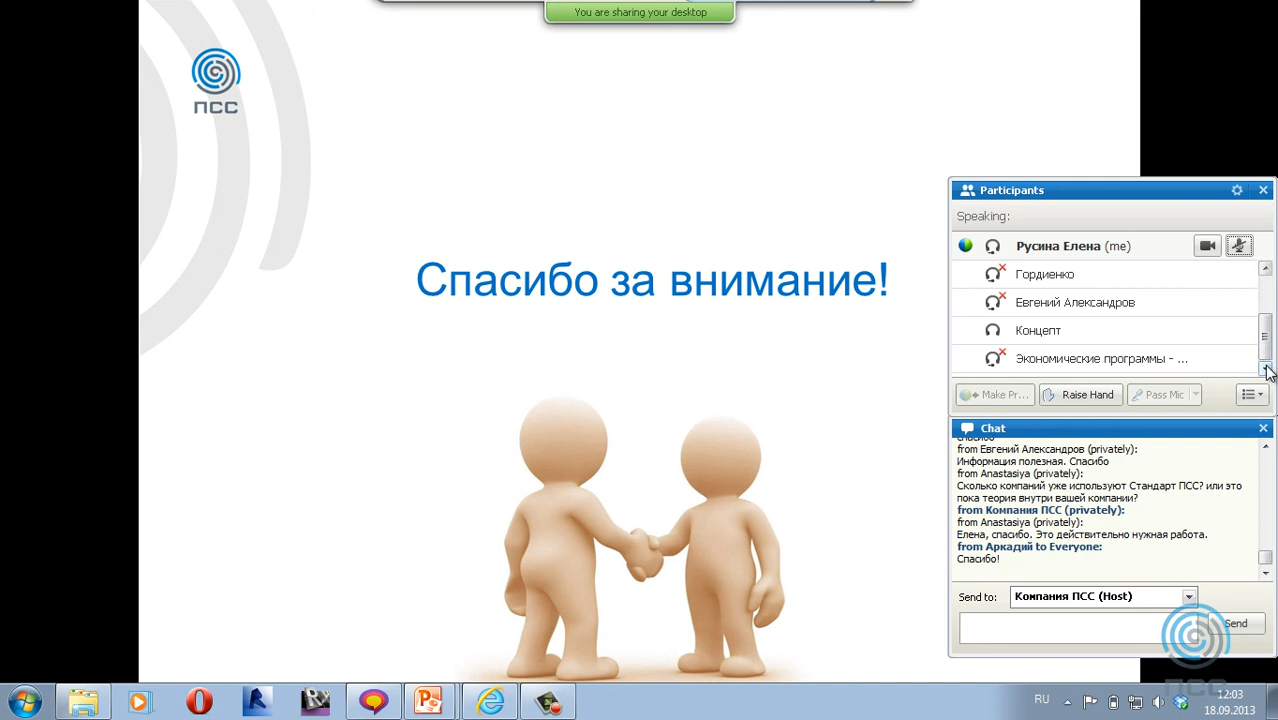 You are sharing your desktop
ПСС
Спасибо за внимание!
Participants
Speaking:
Русина Елена (me)
Гордиенко
Евгений Александров
Концепт
Экономические программы - ...
Make Pr...
Raise Hand
Pass Mic
Chat
from Евгений Александров (privately):
Информация полезная. Спасибо
from Anastasiya (privately):
Сколько компаний уже используют Стандарт ПСС? или это
пока теория внутри вашей компании?
from Компания ПСС (privately):
from Anastasiya (privately):
Елена, спасибо. Это действительно нужная работа.
from Аркадий to Everyone:
Спасибо!
Send to:
Компания ПСС (Host)
Send
ПСС
RU
12:03
18.09.2013